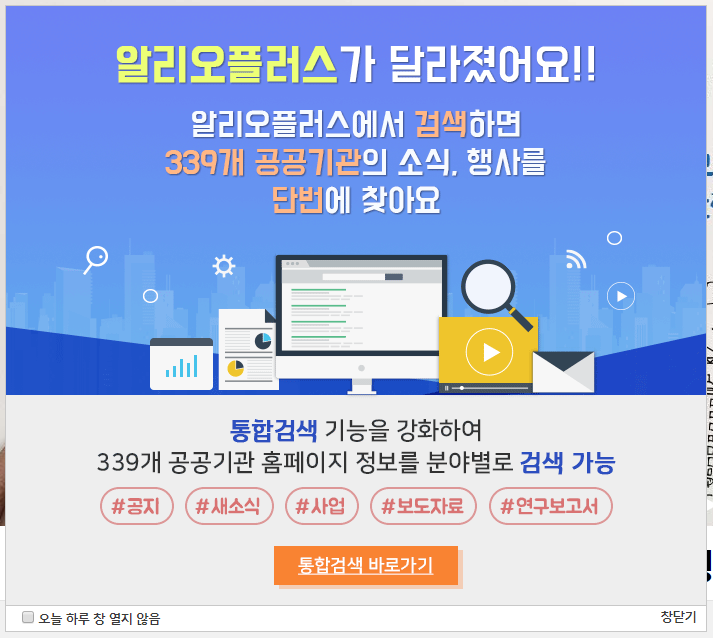 알리오플러스가 달라졌어요!!
알리오플러스에서 검색하면
339개 공공기관의 소식, 행사를
단번에 찾아요
통합검색 기능을 강화하여
339개 공공기관 홈페이지 정보를 분야별로 검색 가능
#공지 #새소식 #사업 #보도자료 #연구보고서
통합검색 바로가기
오늘 하루 창 열지 않음 창닫기